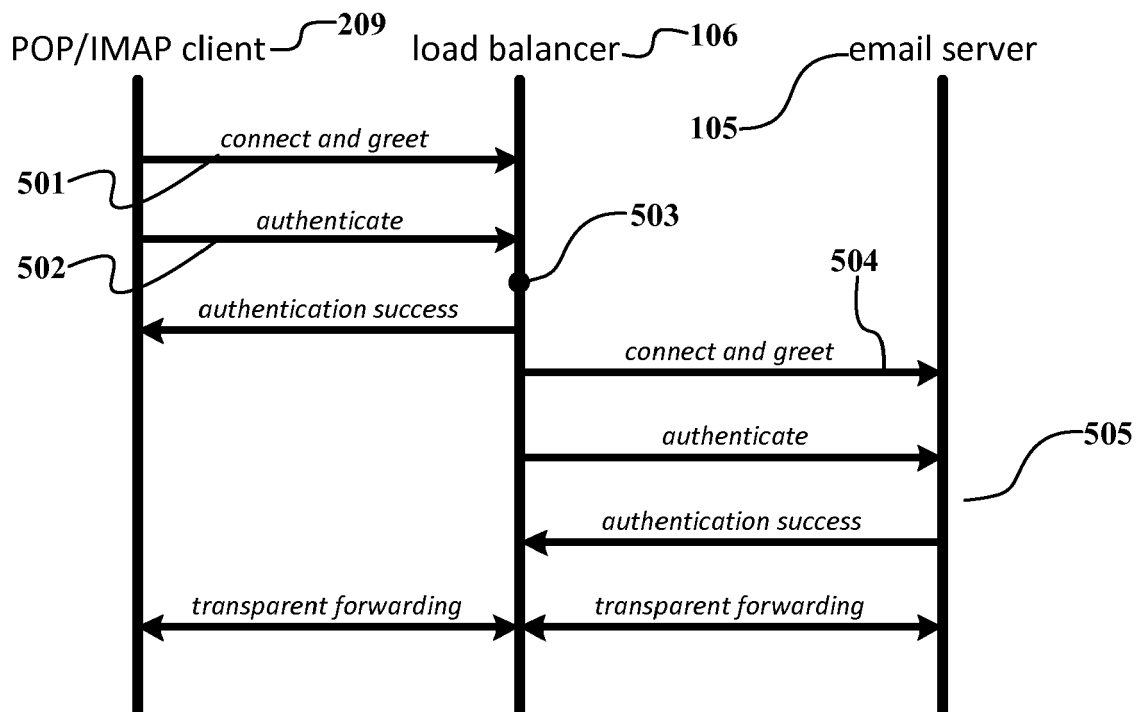 POP/IMAP client 209 load balancer 106 email server
105
connect and greet
501
authenticate 503
502 504
authentication success
connect and greet
authenticate 505
authentication success
transparent forwarding transparent forwarding